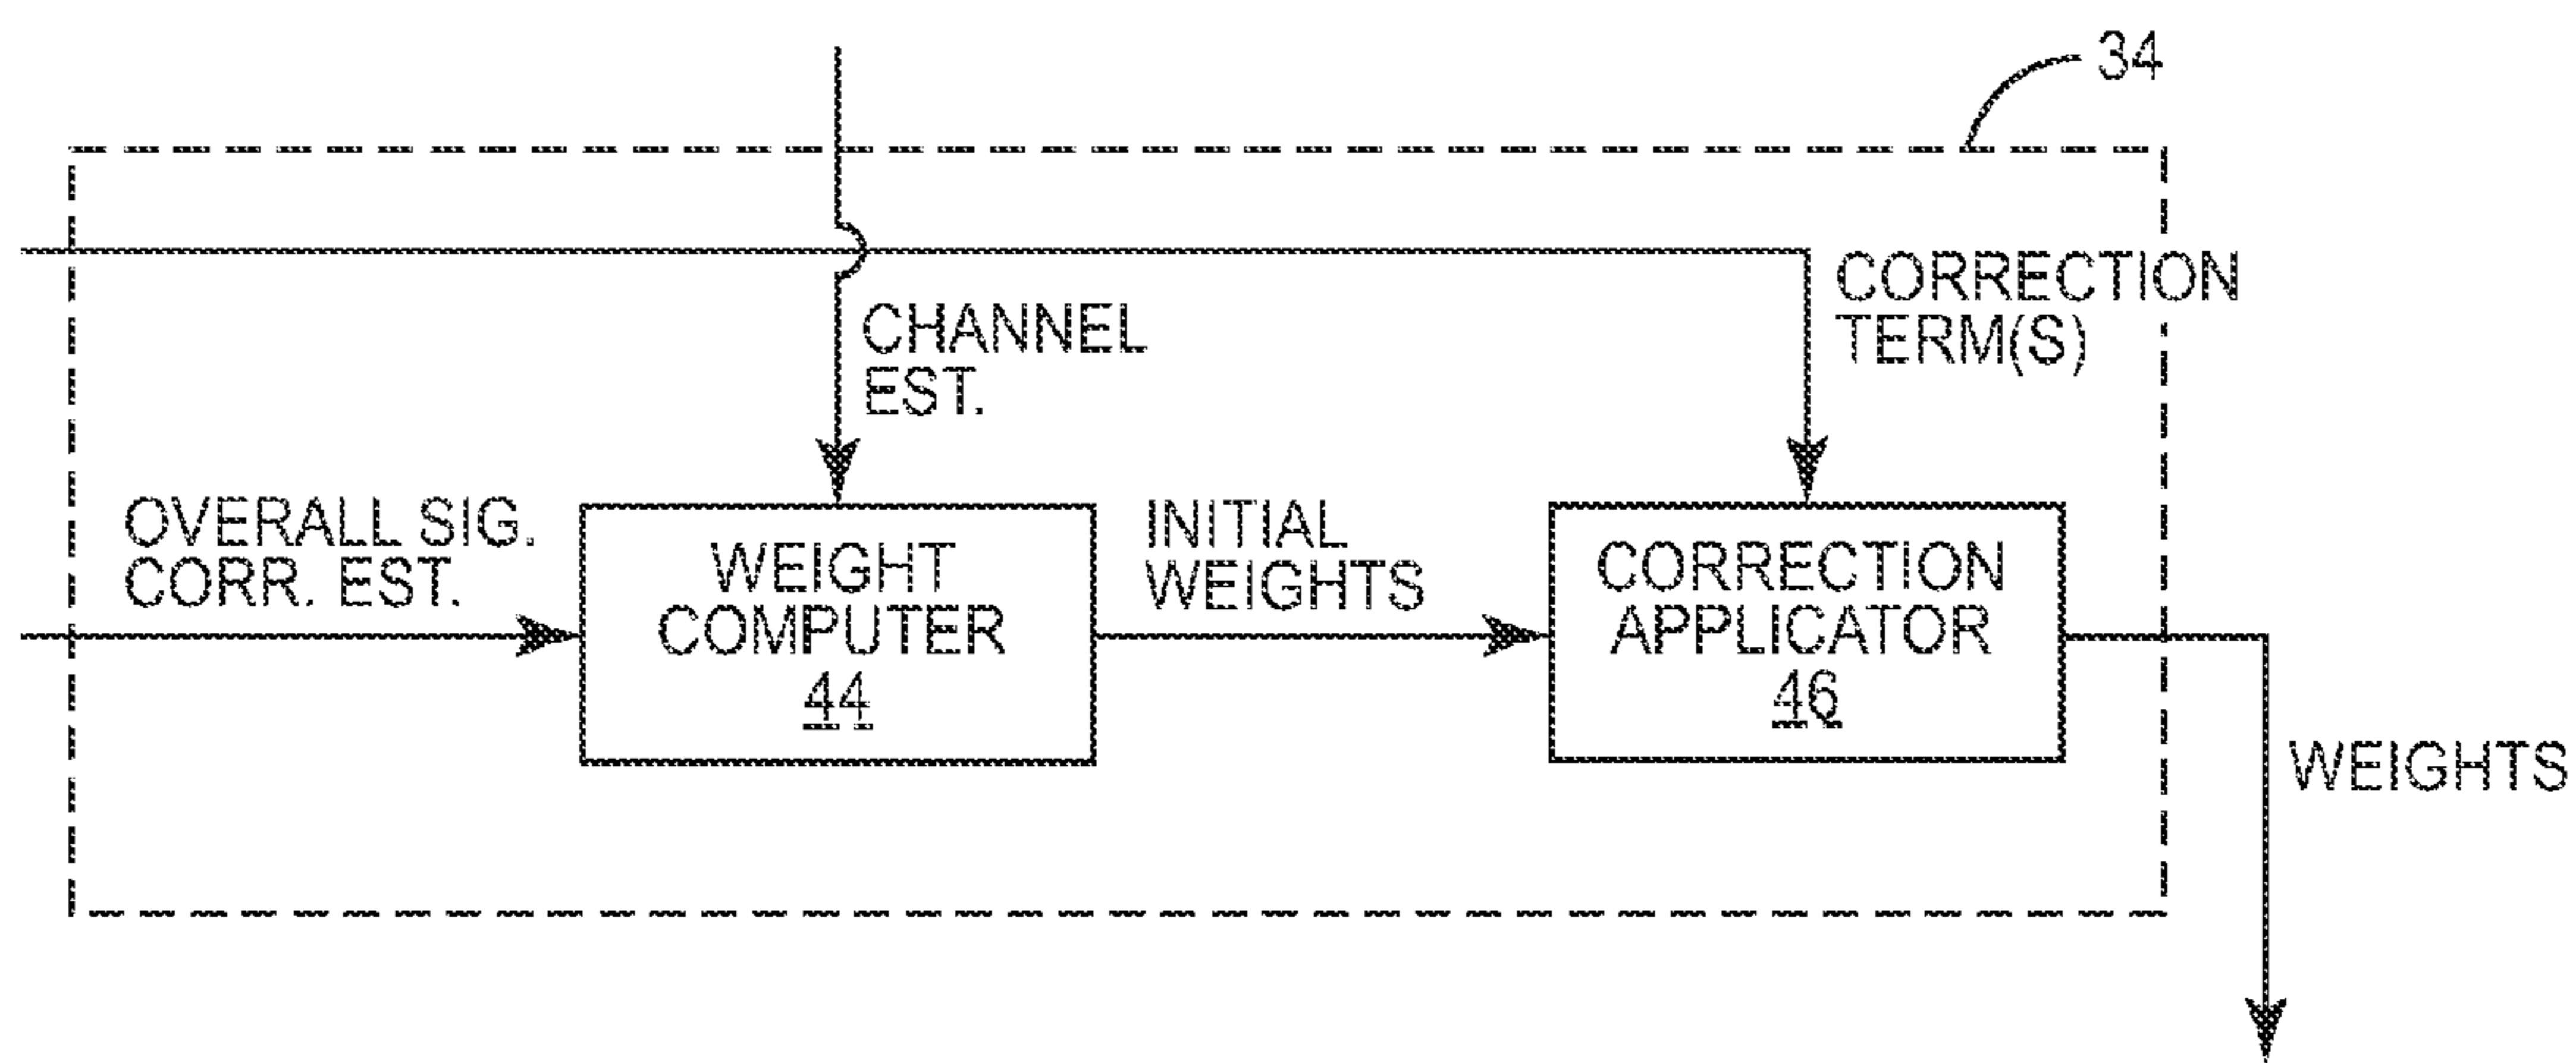 34
CORRECTION
TERM(S)
CHANNEL
EST.
OVERALL SIG.
CORR. EST.
WEIGHT
COMPUTER
44
INITIAL
WEIGHTS
CORRECTION
APPLICATOR
46
WEIGHTS